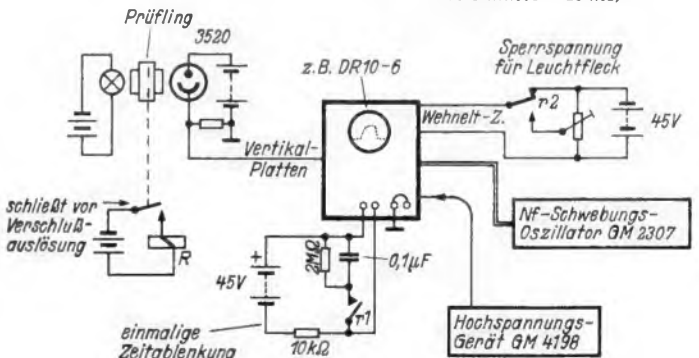 Prüfling
3520
z.B. DR10-6
Sperrspannung
für Leuchtfleck
r2
Wehnelt-Z.
45V
Vertikal-
Platten
schließt vor
Verschluß-
auslösung
R
Nf-Schwebungs-
Oszillator GM 2307
+
45V
2MΩ
0,1µF
r1
10kΩ
einmalige
Zeitablenkung
Hochspannungs-
Gerät GM 4198